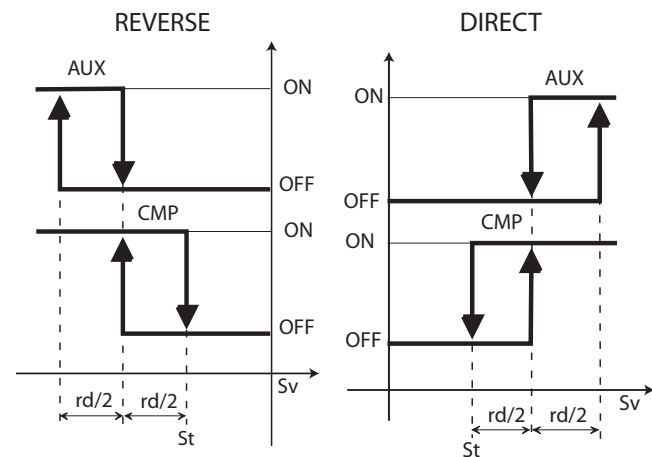 REVERSE
AUX
ON
OFF
CMP
ON
OFF
Sv
rd/2 rd/2
St
DIRECT
AUX
ON
OFF
CMP
ON
OFF
Sv
rd/2 rd/2
St